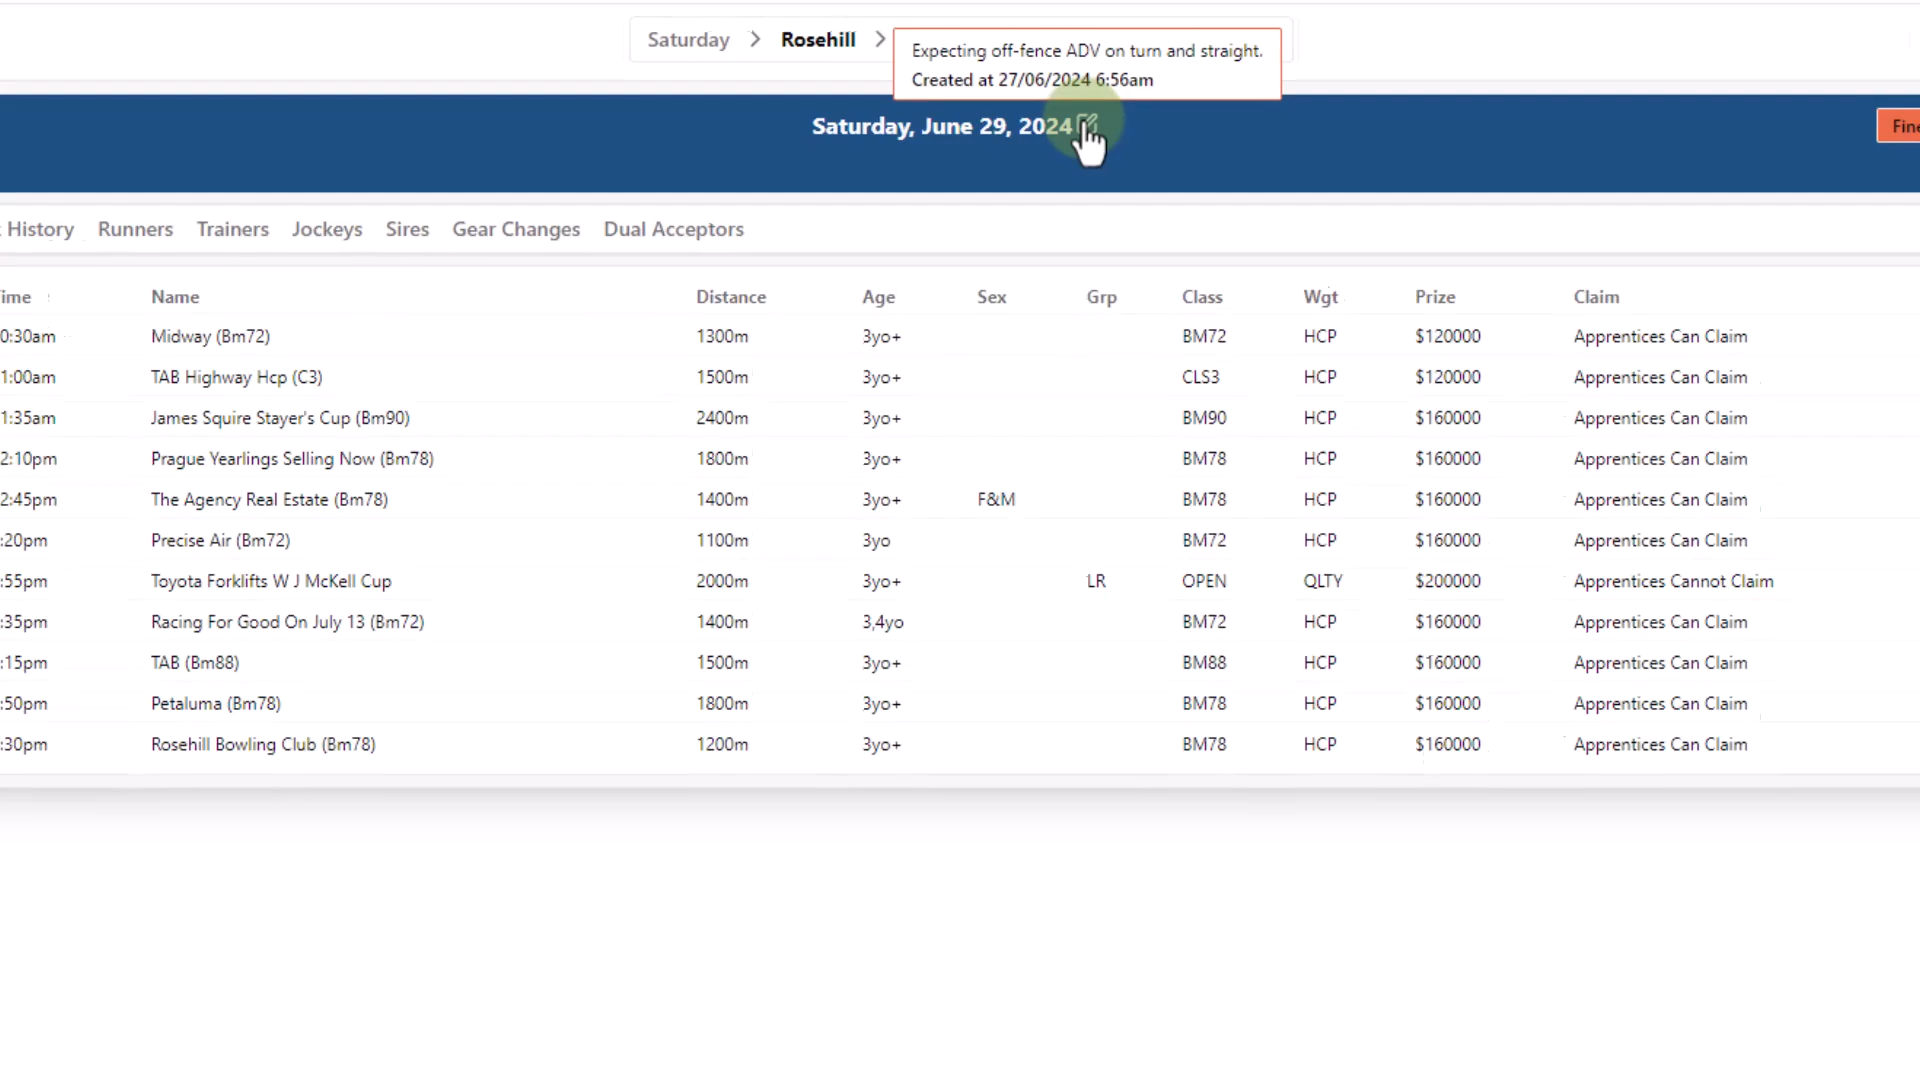 Saturday > Rosehill >
Expecting off-fence ADV on turn and straight.
Created at 27/06/2024 6:56am
Saturday, June 29, 2024
Fine
History Runners Trainers Jockeys Sires Gear Changes Dual Acceptors
ime Name Distance Age Sex Grp Class Wgt Prize Claim
0:30am Midway (Bm72) 1300m 3yo+ BM72 HCP $120000 Apprentices Can Claim
1:00am TAB Highway Hcp (C3) 1500m 3yo+ CLS3 HCP $120000 Apprentices Can Claim
1:35am James Squire Stayer's Cup (Bm90) 2400m 3yo+ BM90 HCP $160000 Apprentices Can Claim
2:10pm Prague Yearlings Selling Now (Bm78) 1800m 3yo+ BM78 HCP $160000 Apprentices Can Claim
2:45pm The Agency Real Estate (Bm78) 1400m 3yo+ F&M BM78 HCP $160000 Apprentices Can Claim
:20pm Precise Air (Bm72) 1100m 3yo BM72 HCP $160000 Apprentices Can Claim
:55pm Toyota Forklifts W J McKell Cup 2000m 3yo+ LR OPEN QLTY $200000 Apprentices Cannot Claim
:35pm Racing For Good On July 13 (Bm72) 1400m 3,4yo BM72 HCP $160000 Apprentices Can Claim
:15pm TAB (Bm88) 1500m 3yo+ BM88 HCP $160000 Apprentices Can Claim
:50pm Petaluma (Bm78) 1800m 3yo+ BM78 HCP $160000 Apprentices Can Claim
:30pm Rosehill Bowling Club (Bm78) 1200m 3yo+ BM78 HCP $160000 Apprentices Can Claim